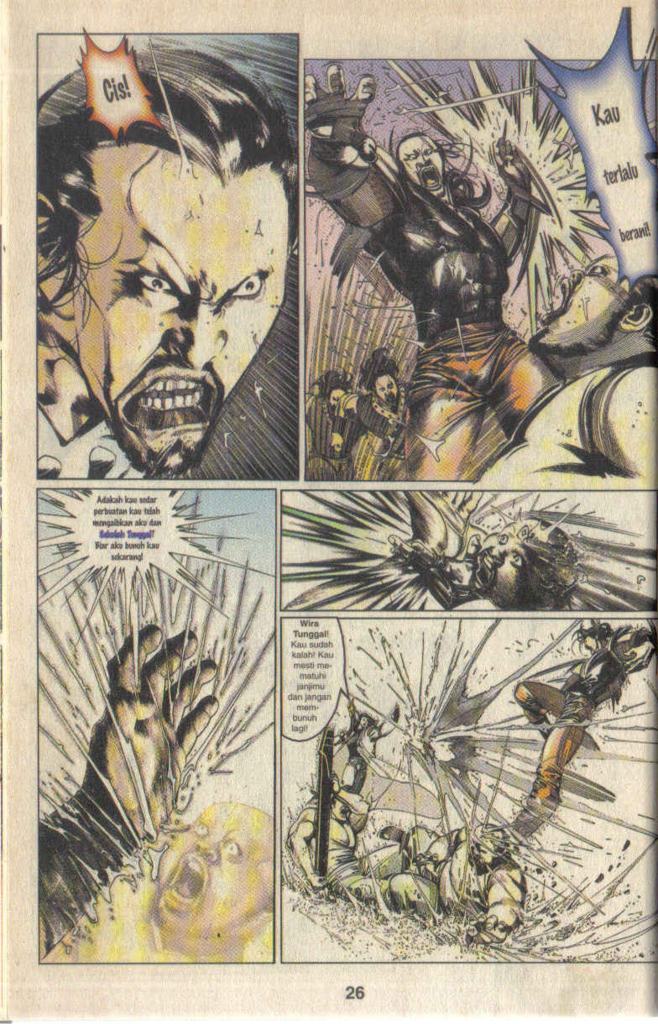 Cis!
Kau
terlalu
berani!
Adakah kau sedar
perbuatan kau telah
mengaibkan aku dan
Sekolah Tunggal?
Biar aku bunuh kau
sekarang!
Wira
Tunggal!
Kau sudah
kalah! Kau
mesti me-
matuhi
janjimu
dan jangan
mem-
bunuh
lagi!
26